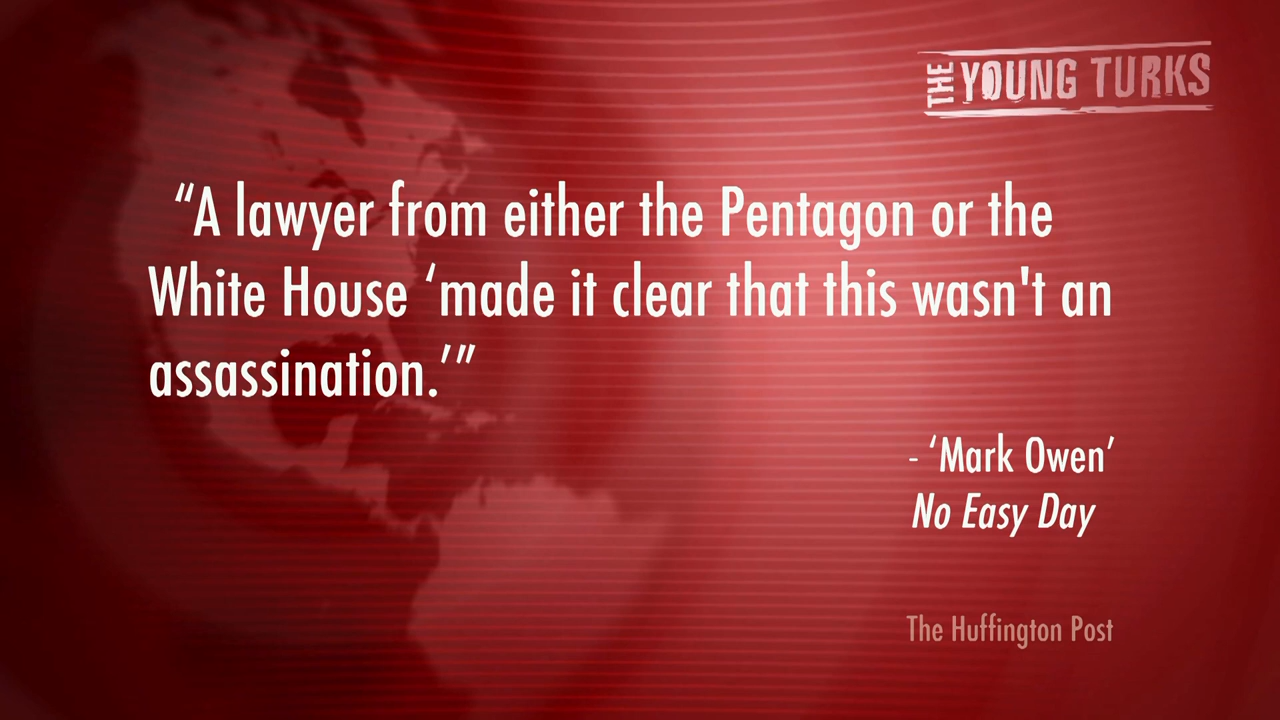 THE YOUNG TURKS
“A lawyer from either the Pentagon or the
White House ‘made it clear that this wasn't an
assassination.’”
- ‘Mark Owen’
No Easy Day
The Huffington Post